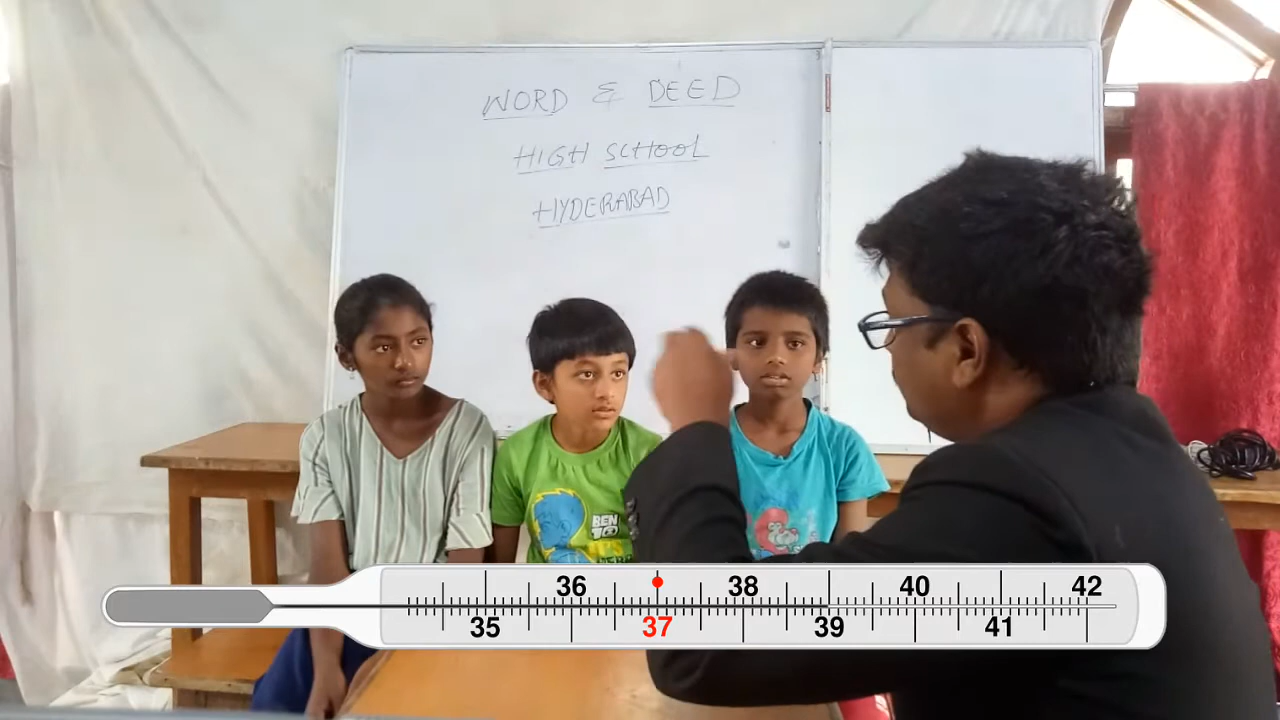 WORD & DEED
HIGH SCHOOL
HYDERABAD
BEN
10
36 38 40 42
35 37 39 41